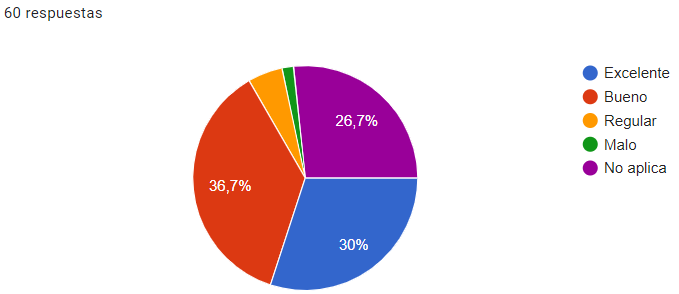 60 respuestas
26,7%
36,7%
30%
Excelente
Bueno
Regular
Malo
No aplica